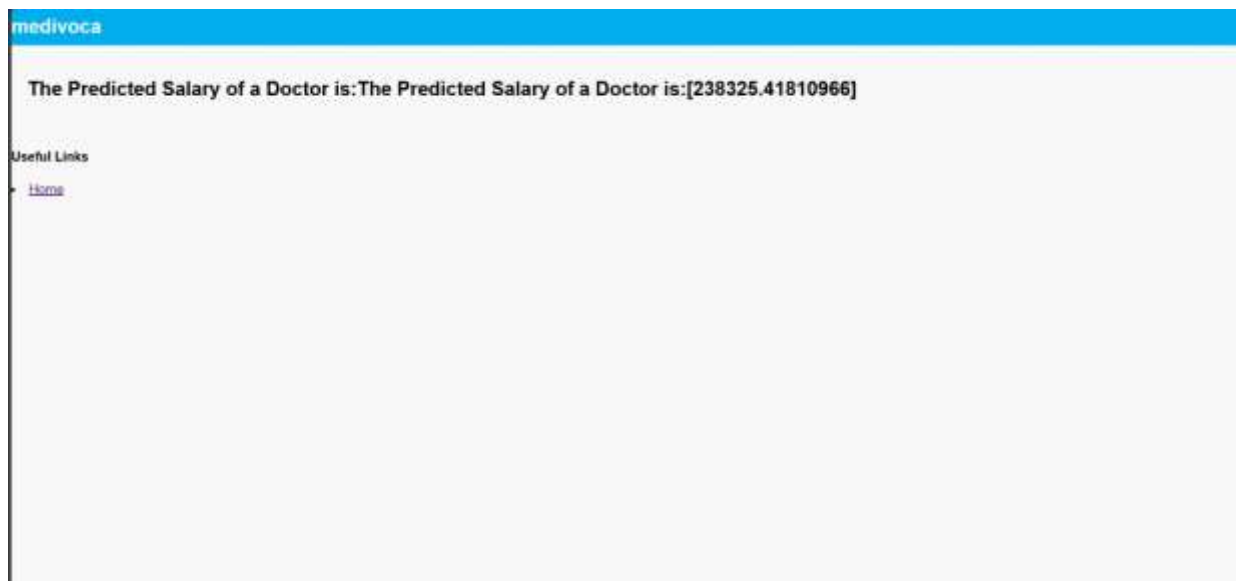 medivoca
The Predicted Salary of a Doctor is:The Predicted Salary of a Doctor is:[238325.41810966]
Useful Links
Home